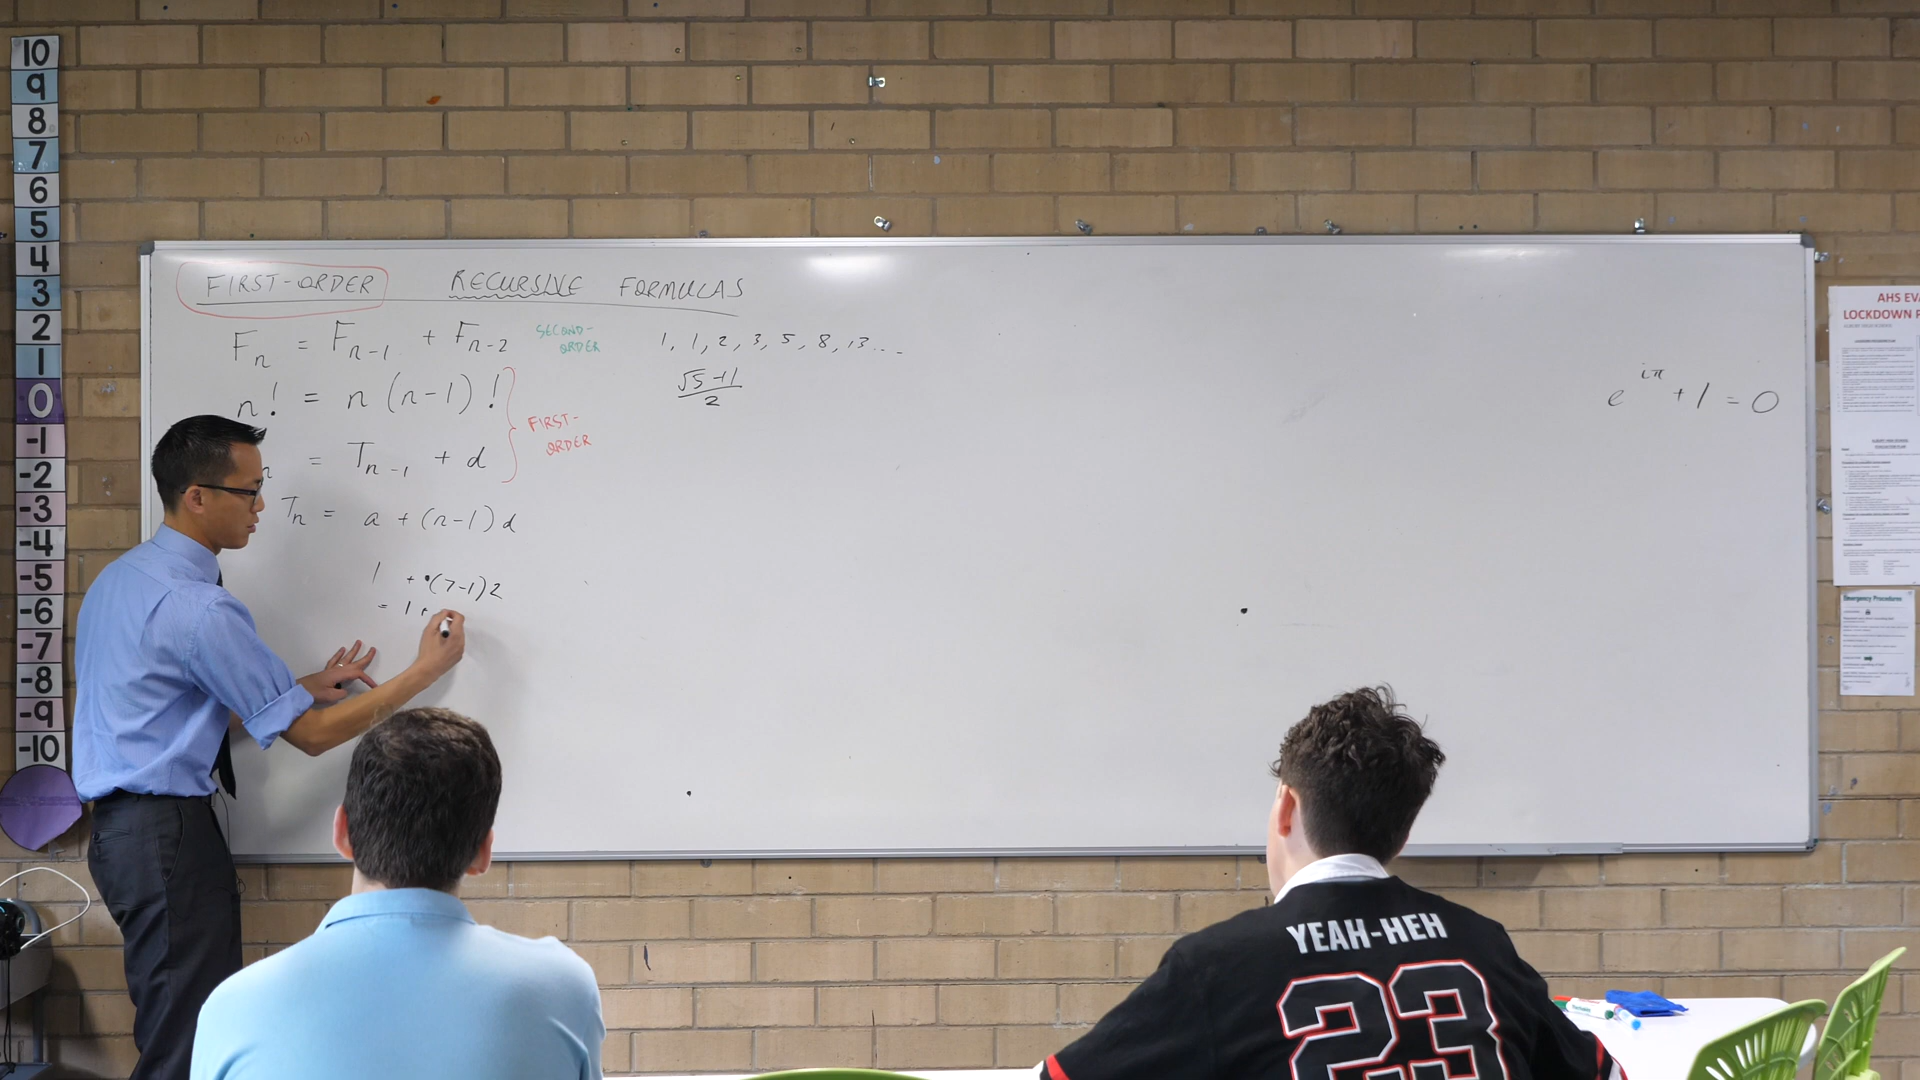 10
9
8
7
6
5
4
3
2
1
0
-1
-2
-3
-4
-5
-6
-7
-8
-9
-10
FIRST-ORDER RECURSIVE FORMULAS
Fn = Fn-1 + Fn-2 SECOND-ORDER 1, 1, 2, 3, 5, 8, 13...
n! = n (n-1)! √5+1/2
n = Tn-1 + d FIRST-ORDER
Tn = a + (n-1)d
1 + (7-1)2
= 1 +
e^iπ + 1 = 0
AHS EV
LOCKDOWN
Emergency Procedures
YEAH-HEH
23